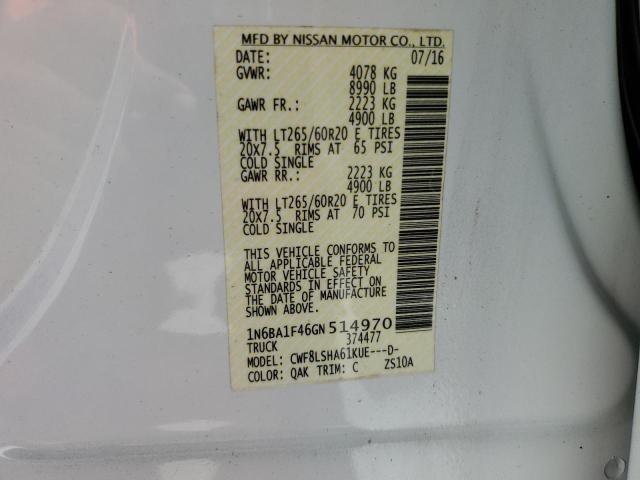 MFD BY NISSAN MOTOR CO., LTD.
DATE: 07/16
GVWR: 4078 KG
8990 LB
GAWR FR.: 2223 KG
4900 LB
WITH LT265/60R20 E TIRES
20X7.5 RIMS AT 65 PSI
COLD SINGLE
GAWR RR.: 2223 KG
4900 LB
WITH LT265/60R20 E TIRES
20X7.5 RIMS AT 70 PSI
COLD SINGLE
THIS VEHICLE CONFORMS TO
ALL APPLICABLE FEDERAL
MOTOR VEHICLE SAFETY
STANDARDS IN EFFECT ON
THE DATE OF MANUFACTURE
SHOWN ABOVE.
1N6BA1F46GN514970
TRUCK 374477
MODEL: CWF8LSHA61KUE---D-
COLOR: QAK TRIM: C ZS10A